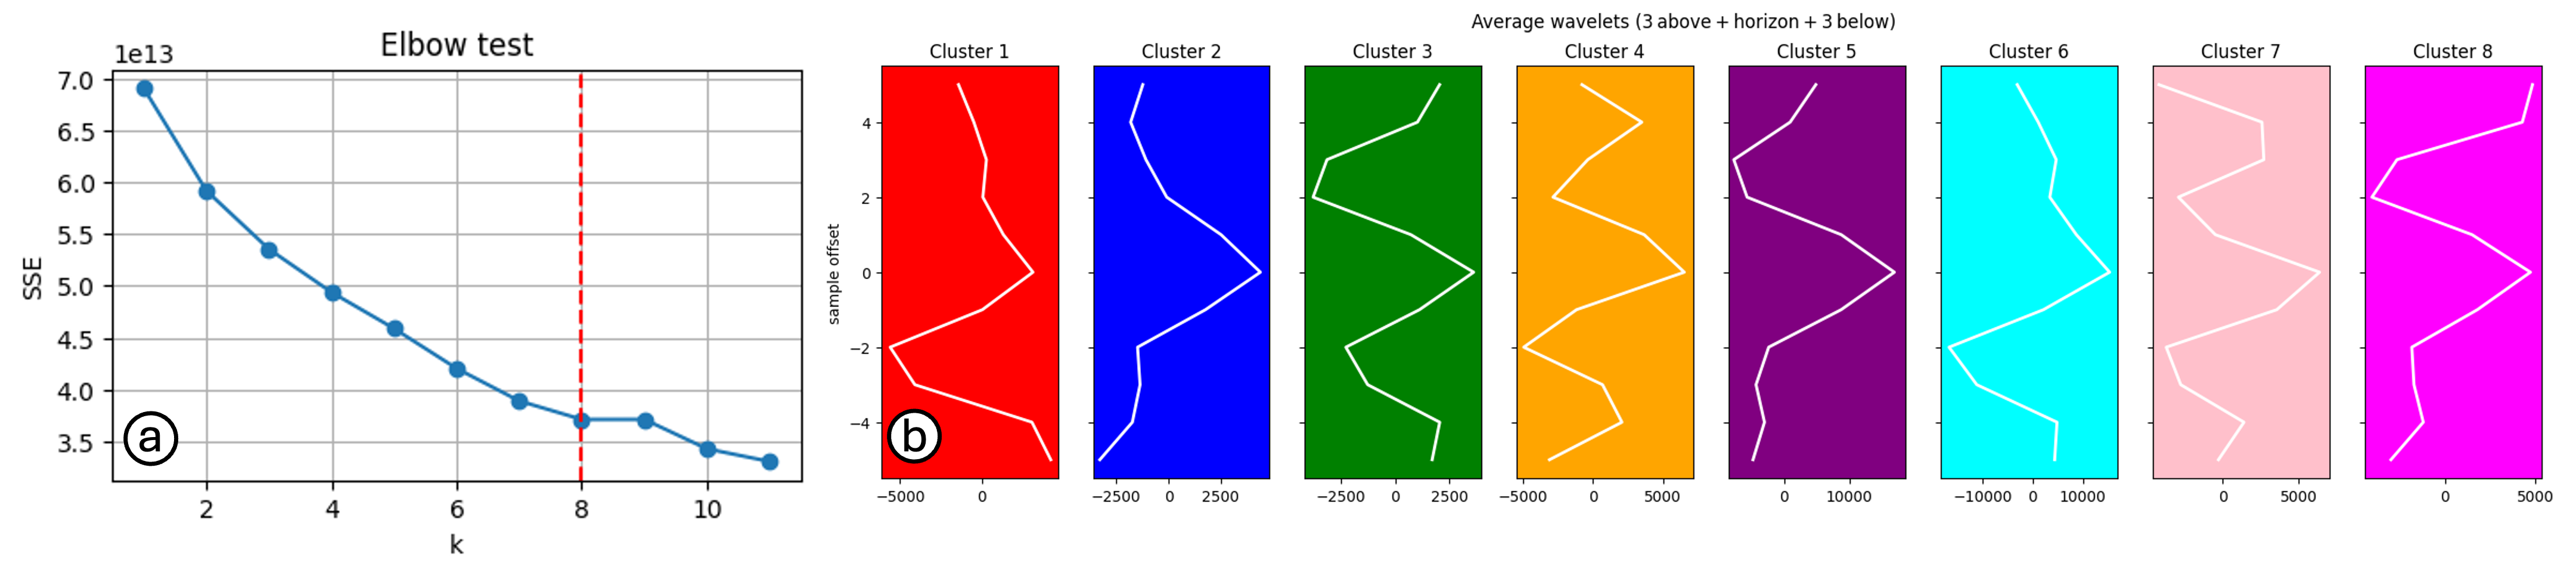 Elbow test
1e13
7.0
6.5
6.0
5.5
5.0
4.5
4.0
3.5
SSE
2 4 6 8 10
k
a
Average wavelets (3 above + horizon + 3 below)
Cluster 1 Cluster 2 Cluster 3 Cluster 4 Cluster 5 Cluster 6 Cluster 7 Cluster 8
4
2
0
−2
−4
sample offset
b
−5000 0 −2500 0 2500 −2500 0 2500 −5000 0 5000 0 10000 −10000 0 10000 0 5000 0 5000